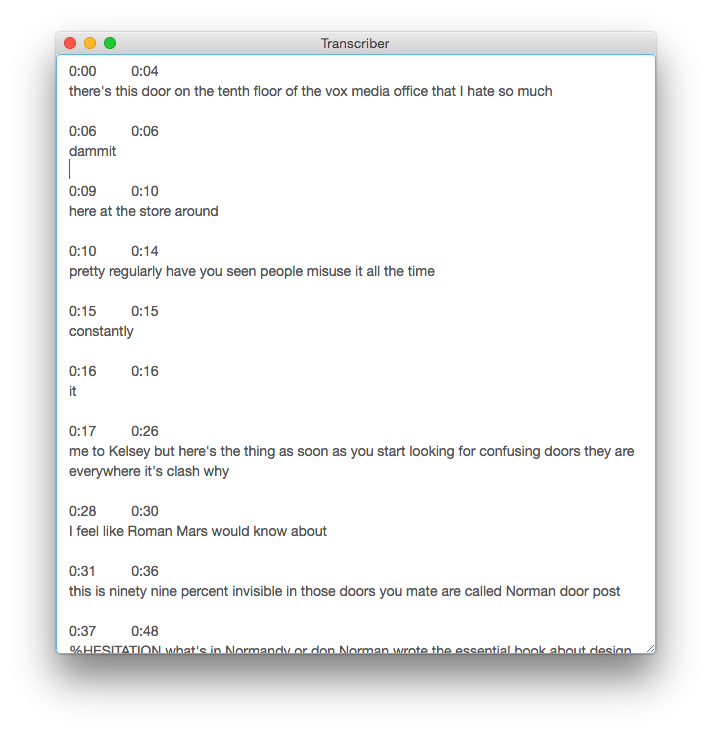 Transcriber
0:00 0:04
there's this door on the tenth floor of the vox media office that I hate so much
0:06 0:06
dammit
0:09 0:10
here at the store around
0:10 0:14
pretty regularly have you seen people misuse it all the time
0:15 0:15
constantly
0:16 0:16
it
0:17 0:26
me to Kelsey but here's the thing as soon as you start looking for confusing doors they are
everywhere it's clash why
0:28 0:30
I feel like Roman Mars would know about
0:31 0:36
this is ninety nine percent invisible in those doors you mate are called Norman door post
0:37 0:48
%HESITATION what's in Normandy or don Norman wrote the essential book about design